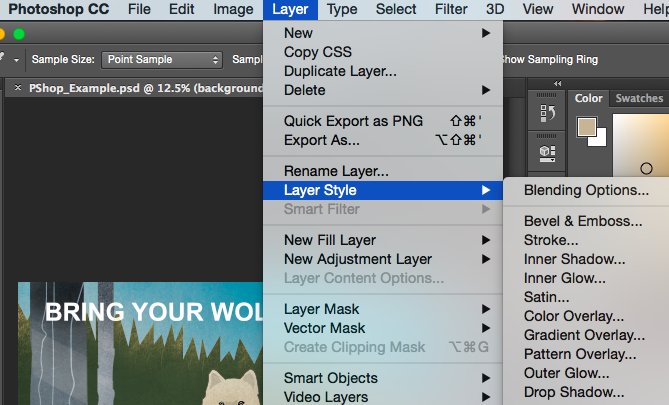 Photoshop CC File Edit Image Layer Type Select Filter 3D View Window Help
Sample Size: Point Sample Sampl Show Sampling Ring
× PShop_Example.psd @ 12.5% (background
New
Copy CSS
Duplicate Layer...
Delete
Quick Export as PNG ⇧⌘'
Export As... ⌥⇧⌘'
Rename Layer...
Layer Style
Smart Filter
New Fill Layer
New Adjustment Layer
Layer Content Options...
Layer Mask
Vector Mask
Create Clipping Mask ⌥⌘G
Smart Objects
Video Layers
Color Swatches
Blending Options...
Bevel & Emboss...
Stroke...
Inner Shadow...
Inner Glow...
Satin...
Color Overlay...
Gradient Overlay...
Pattern Overlay...
Outer Glow...
Drop Shadow...
BRING YOUR WOL